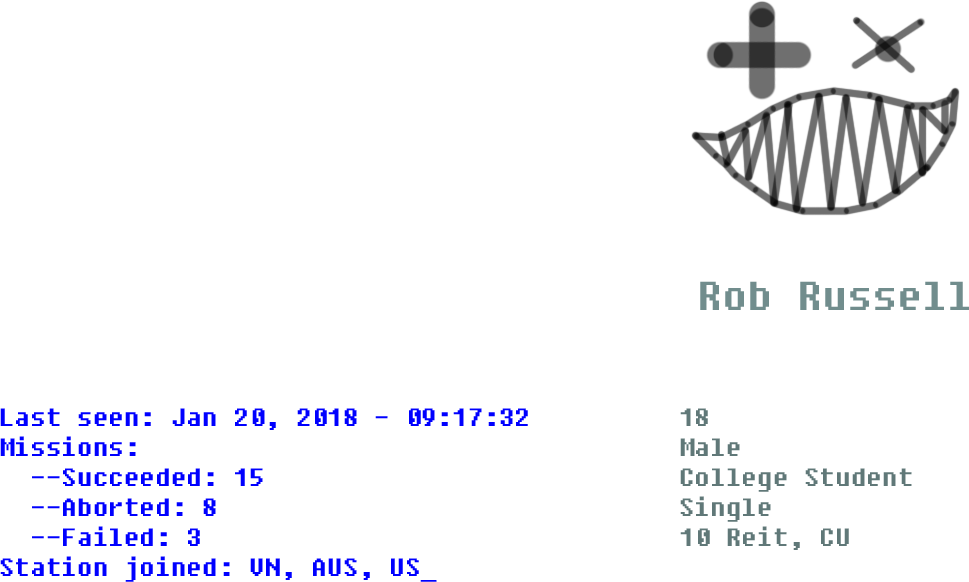 Rob Russell
Last seen: Jan 20, 2018 - 09:17:32
Missions:
--Succeeded: 15
--Aborted: 8
--Failed: 3
Station joined: VN, AUS, US_
18
Male
College Student
Single
10 Reit, CU